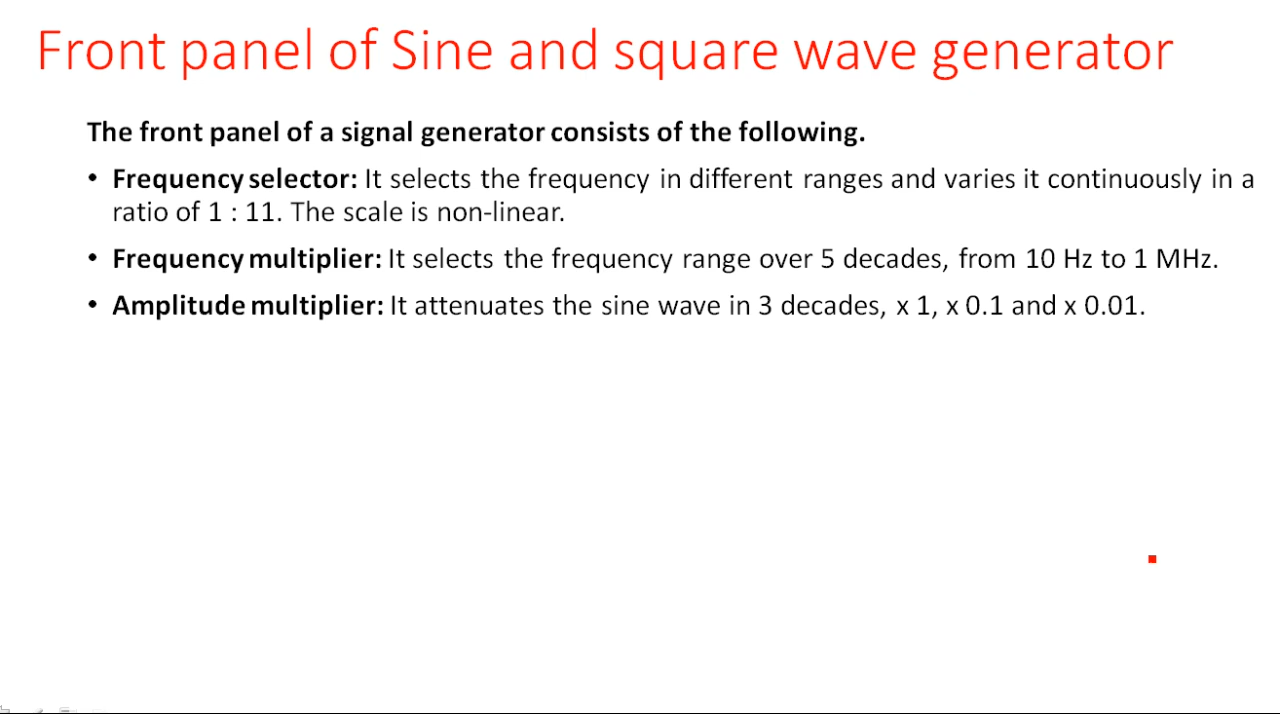 Front panel of Sine and square wave generator
The front panel of a signal generator consists of the following.
• Frequency selector: It selects the frequency in different ranges and varies it continuously in a
ratio of 1 : 11. The scale is non-linear.
• Frequency multiplier: It selects the frequency range over 5 decades, from 10 Hz to 1 MHz.
• Amplitude multiplier: It attenuates the sine wave in 3 decades, x 1, x 0.1 and x 0.01.